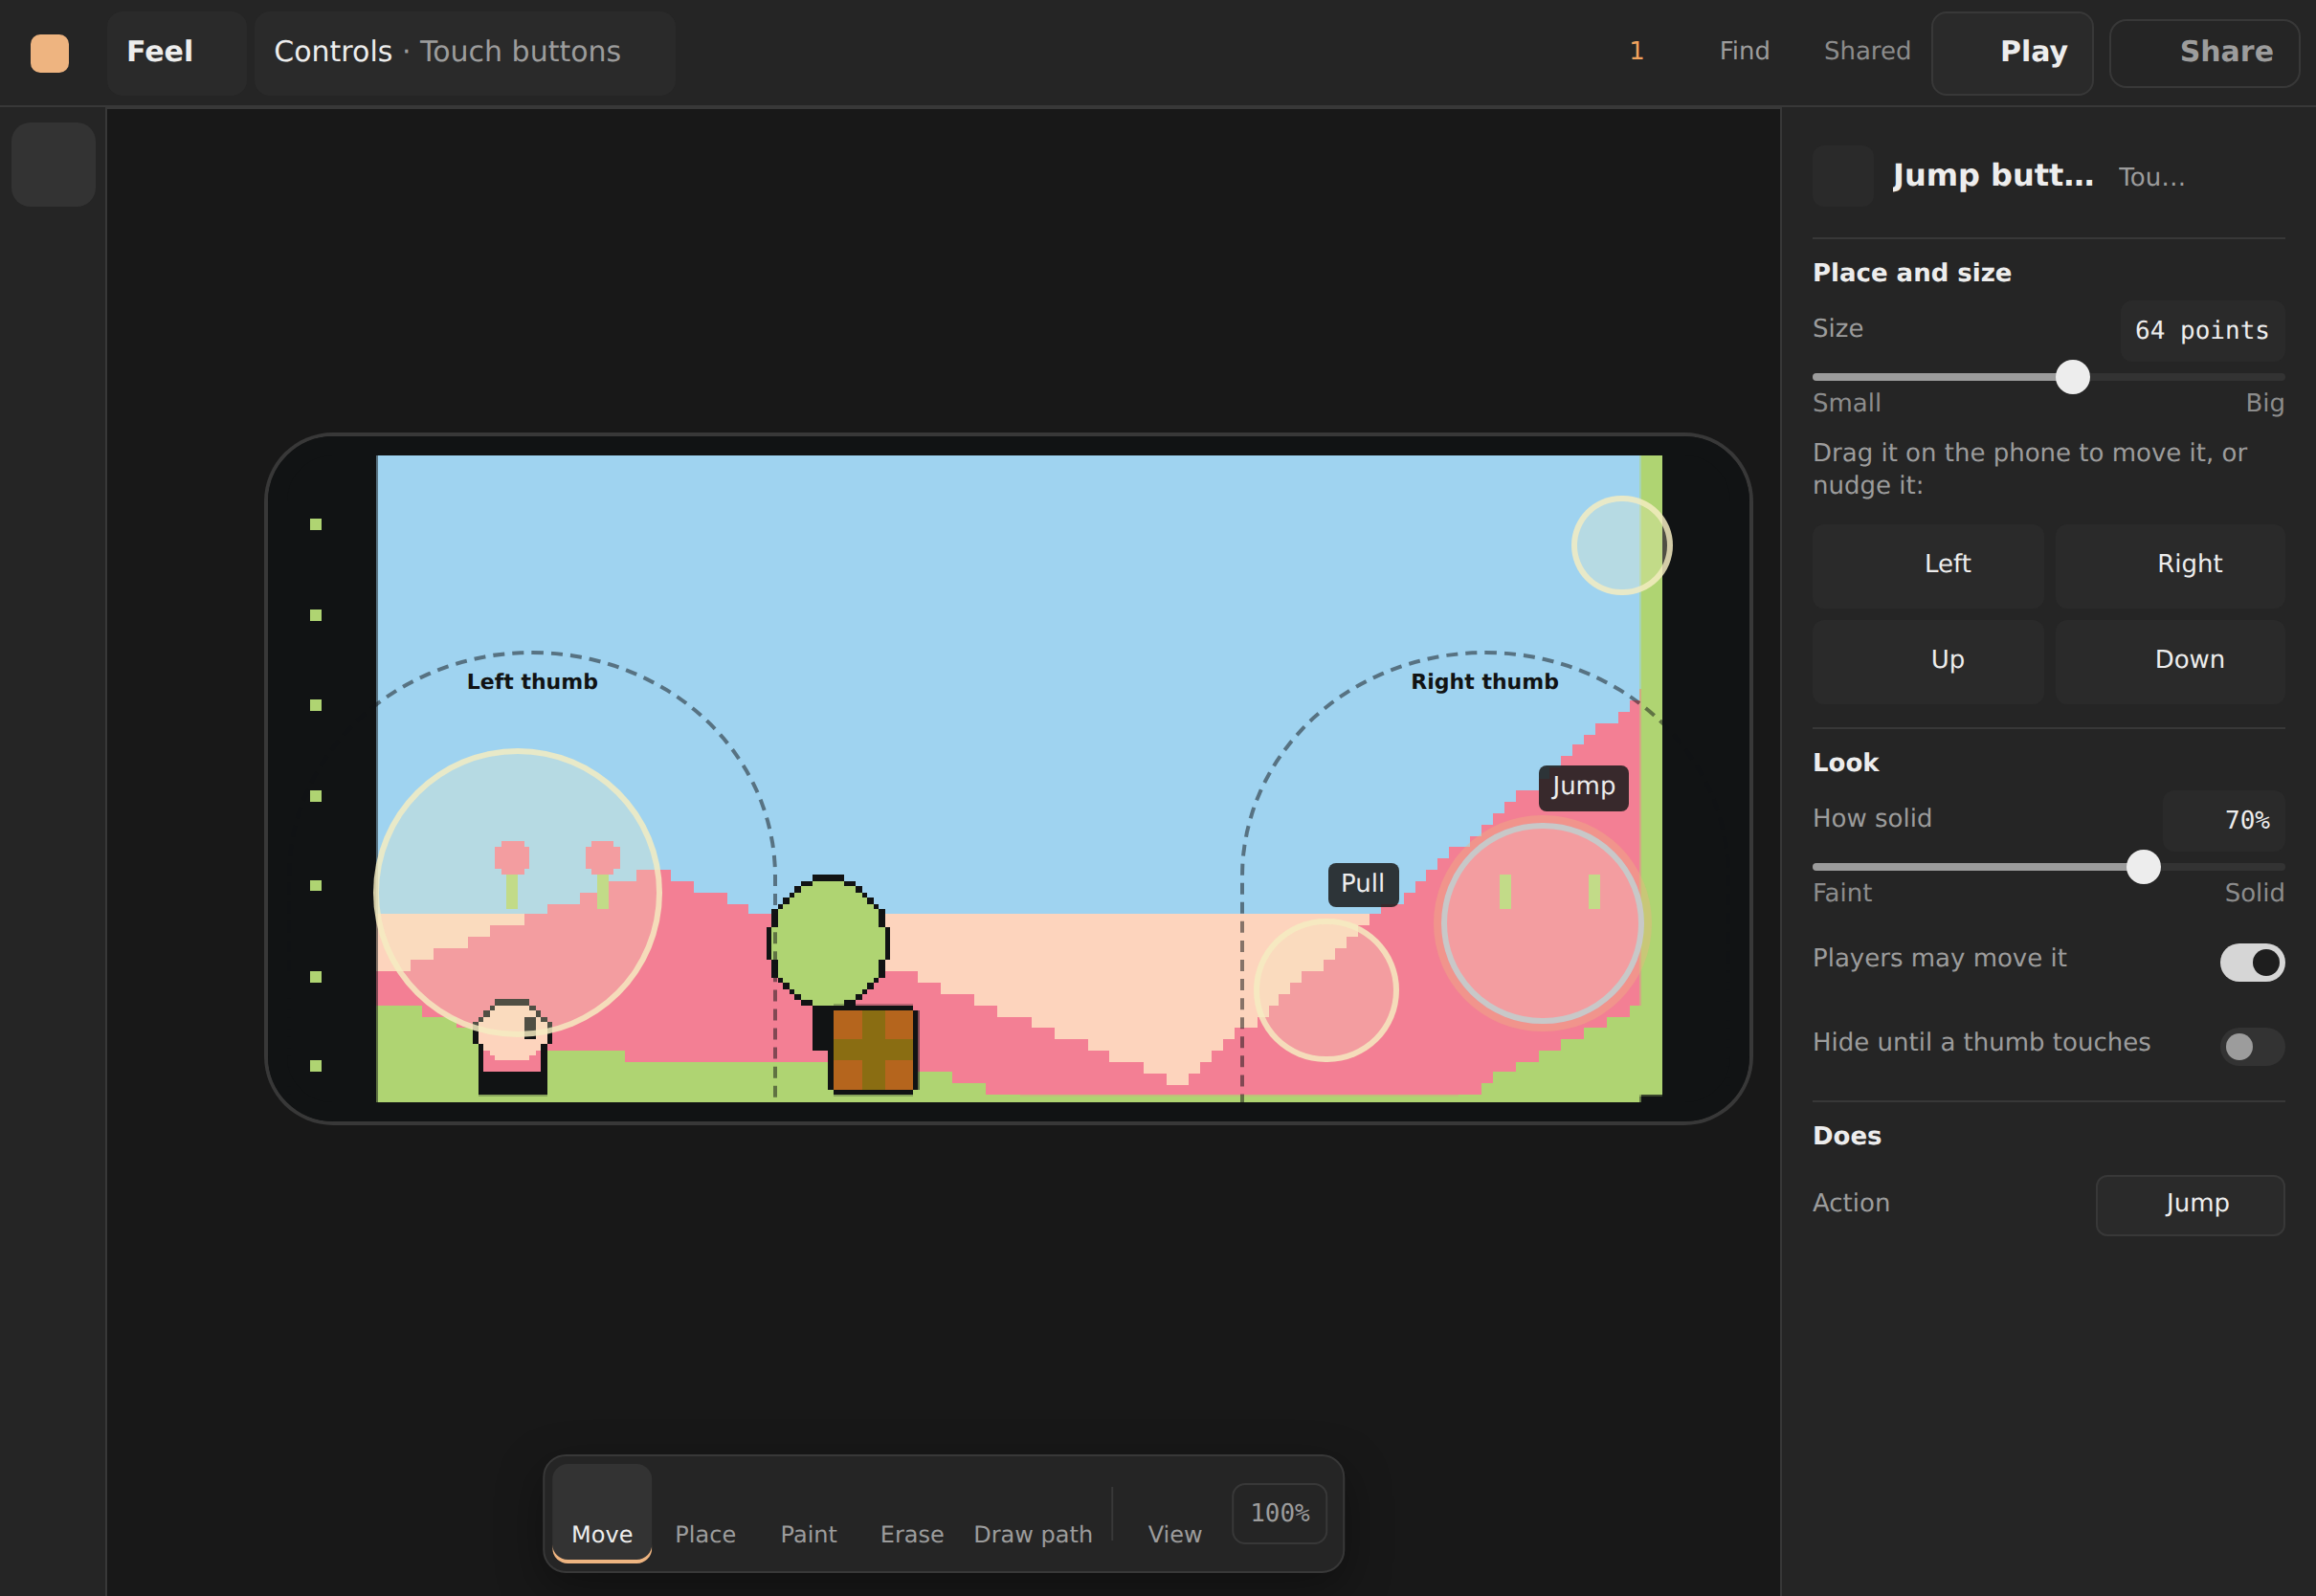 Feel
Controls · Touch buttons
1
Find
Shared
Play
Share
Jump butt…
Tou…
Place and size
Size
64 points
Small
Big
Drag it on the phone to move it, or
nudge it:
Left
Right
Up
Down
Look
How solid
70%
Faint
Solid
Players may move it
Hide until a thumb touches
Does
Action
Jump
Left thumb
Right thumb
Jump
Pull
Move
Place
Paint
Erase
Draw path
View
100%